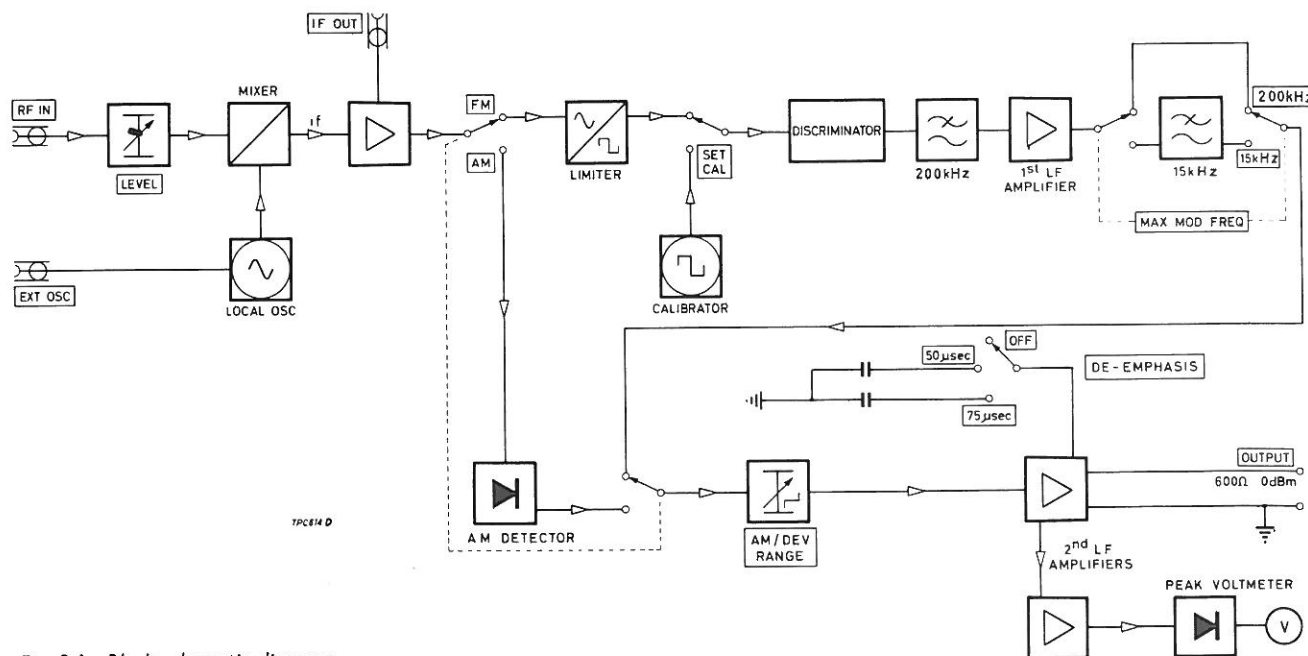 IF OUT
RF IN
LEVEL
MIXER
if
FM
AM
LIMITER
SET
CAL
DISCRIMINATOR
200kHz
1st LF
AMPLIFIER
200kHz
15kHz
15kHz
MAX MOD FREQ
EXT OSC
LOCAL OSC
CALIBRATOR
OFF
50μsec
DE-EMPHASIS
75μsec
OUTPUT
600Ω 0dBm
TPC614 D
AM DETECTOR
AM/DEV
RANGE
2nd LF
AMPLIFIERS
PEAK VOLTMETER
V